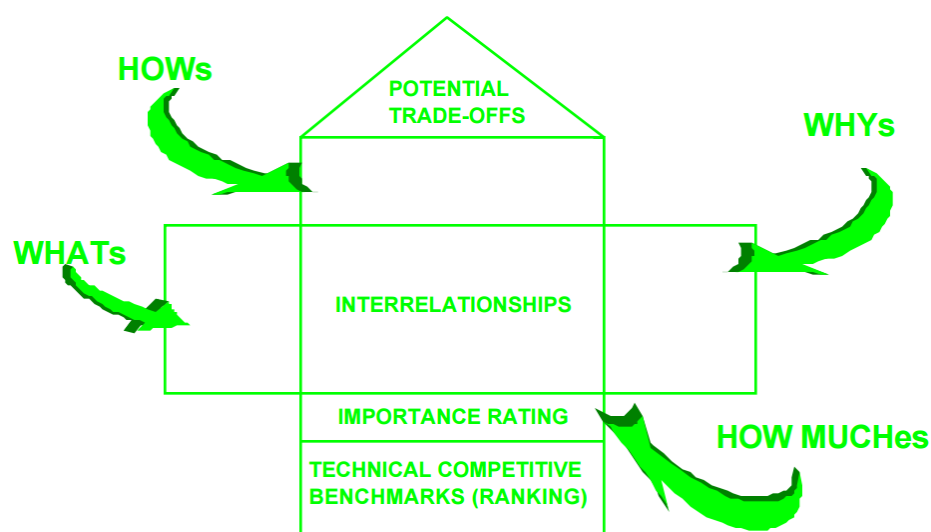 HOWs
POTENTIAL
TRADE-OFFS
WHYs
WHATs
INTERRELATIONSHIPS
IMPORTANCE RATING
HOW MUCHes
TECHNICAL COMPETITIVE
BENCHMARKS (RANKING)